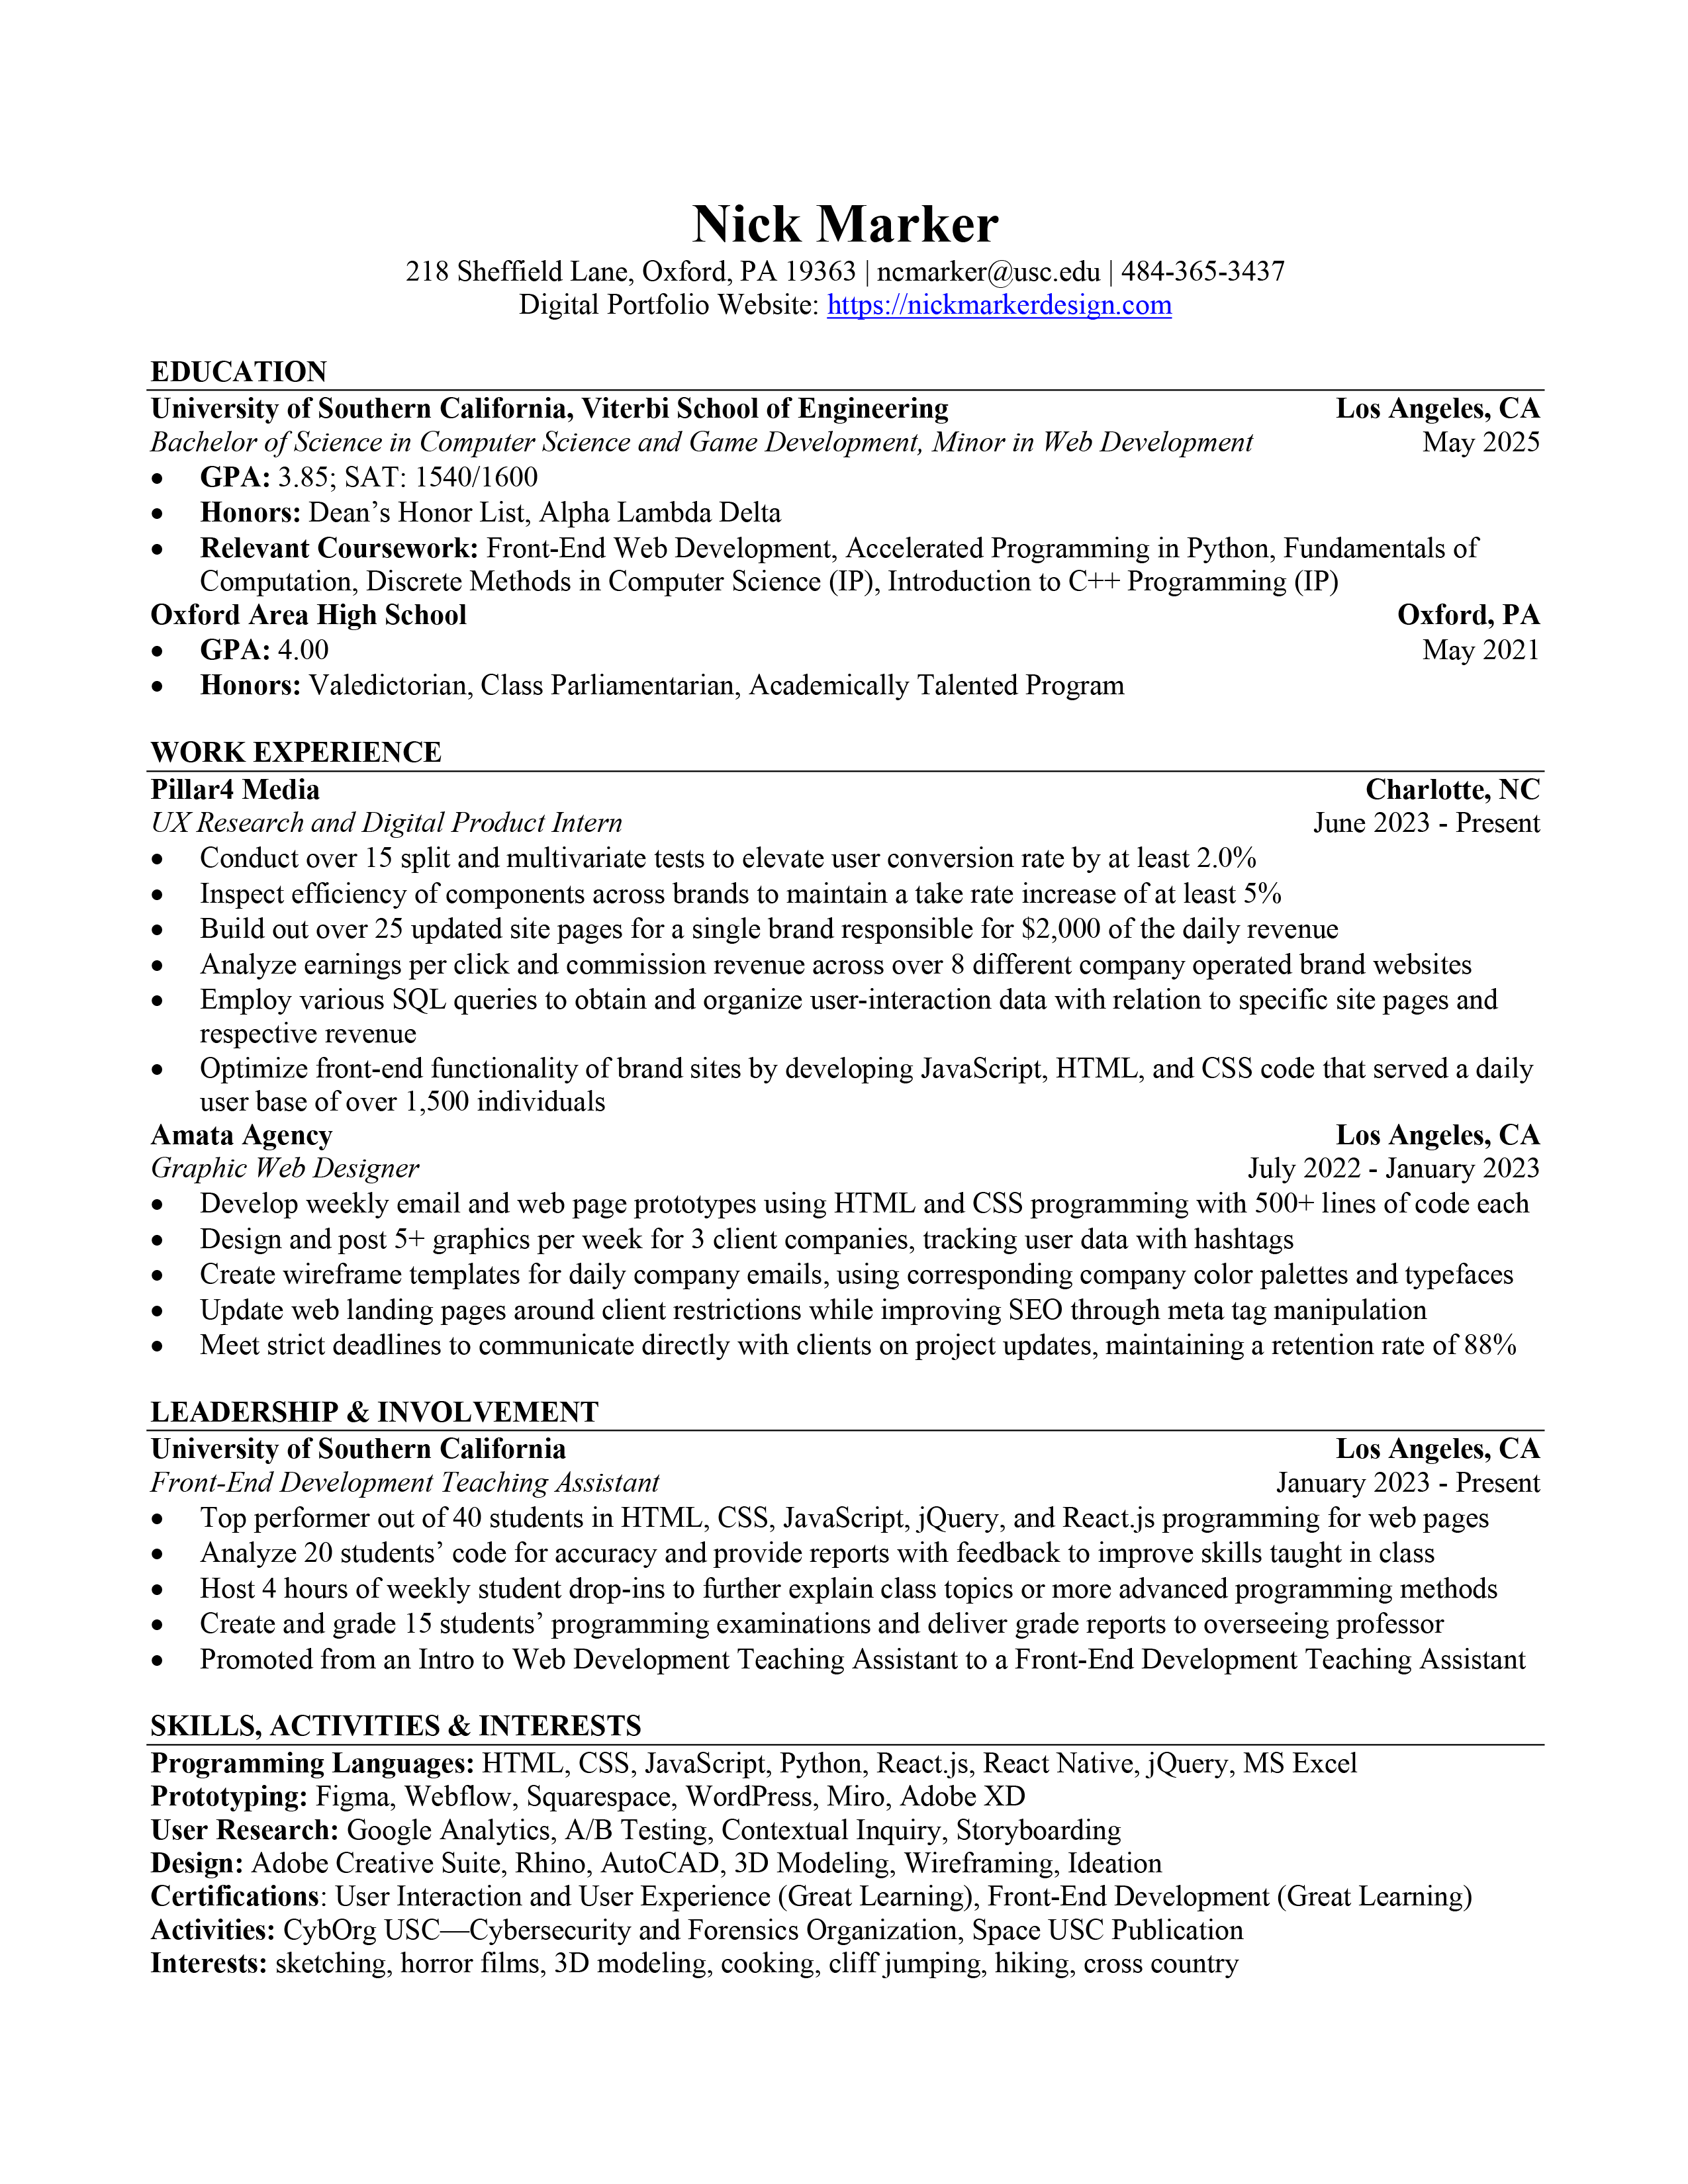 Nick Marker
218 Sheffield Lane, Oxford, PA 19363 | ncmarker@usc.edu | 484-365-3437
Digital Portfolio Website: https://nickmarkerdesign.com
EDUCATION
University of Southern California, Viterbi School of Engineering Los Angeles, CA
Bachelor of Science in Computer Science and Game Development, Minor in Web Development May 2025
• GPA: 3.85; SAT: 1540/1600
• Honors: Dean’s Honor List, Alpha Lambda Delta
• Relevant Coursework: Front-End Web Development, Accelerated Programming in Python, Fundamentals of
Computation, Discrete Methods in Computer Science (IP), Introduction to C++ Programming (IP)
Oxford Area High School Oxford, PA
• GPA: 4.00 May 2021
• Honors: Valedictorian, Class Parliamentarian, Academically Talented Program
WORK EXPERIENCE
Pillar4 Media Charlotte, NC
UX Research and Digital Product Intern June 2023 - Present
• Conduct over 15 split and multivariate tests to elevate user conversion rate by at least 2.0%
• Inspect efficiency of components across brands to maintain a take rate increase of at least 5%
• Build out over 25 updated site pages for a single brand responsible for $2,000 of the daily revenue
• Analyze earnings per click and commission revenue across over 8 different company operated brand websites
• Employ various SQL queries to obtain and organize user-interaction data with relation to specific site pages and
respective revenue
• Optimize front-end functionality of brand sites by developing JavaScript, HTML, and CSS code that served a daily
user base of over 1,500 individuals
Amata Agency Los Angeles, CA
Graphic Web Designer July 2022 - January 2023
• Develop weekly email and web page prototypes using HTML and CSS programming with 500+ lines of code each
• Design and post 5+ graphics per week for 3 client companies, tracking user data with hashtags
• Create wireframe templates for daily company emails, using corresponding company color palettes and typefaces
• Update web landing pages around client restrictions while improving SEO through meta tag manipulation
• Meet strict deadlines to communicate directly with clients on project updates, maintaining a retention rate of 88%
LEADERSHIP & INVOLVEMENT
University of Southern California Los Angeles, CA
Front-End Development Teaching Assistant January 2023 - Present
• Top performer out of 40 students in HTML, CSS, JavaScript, jQuery, and React.js programming for web pages
• Analyze 20 students’ code for accuracy and provide reports with feedback to improve skills taught in class
• Host 4 hours of weekly student drop-ins to further explain class topics or more advanced programming methods
• Create and grade 15 students’ programming examinations and deliver grade reports to overseeing professor
• Promoted from an Intro to Web Development Teaching Assistant to a Front-End Development Teaching Assistant
SKILLS, ACTIVITIES & INTERESTS
Programming Languages: HTML, CSS, JavaScript, Python, React.js, React Native, jQuery, MS Excel
Prototyping: Figma, Webflow, Squarespace, WordPress, Miro, Adobe XD
User Research: Google Analytics, A/B Testing, Contextual Inquiry, Storyboarding
Design: Adobe Creative Suite, Rhino, AutoCAD, 3D Modeling, Wireframing, Ideation
Certifications: User Interaction and User Experience (Great Learning), Front-End Development (Great Learning)
Activities: CybOrg USC—Cybersecurity and Forensics Organization, Space USC Publication
Interests: sketching, horror films, 3D modeling, cooking, cliff jumping, hiking, cross country